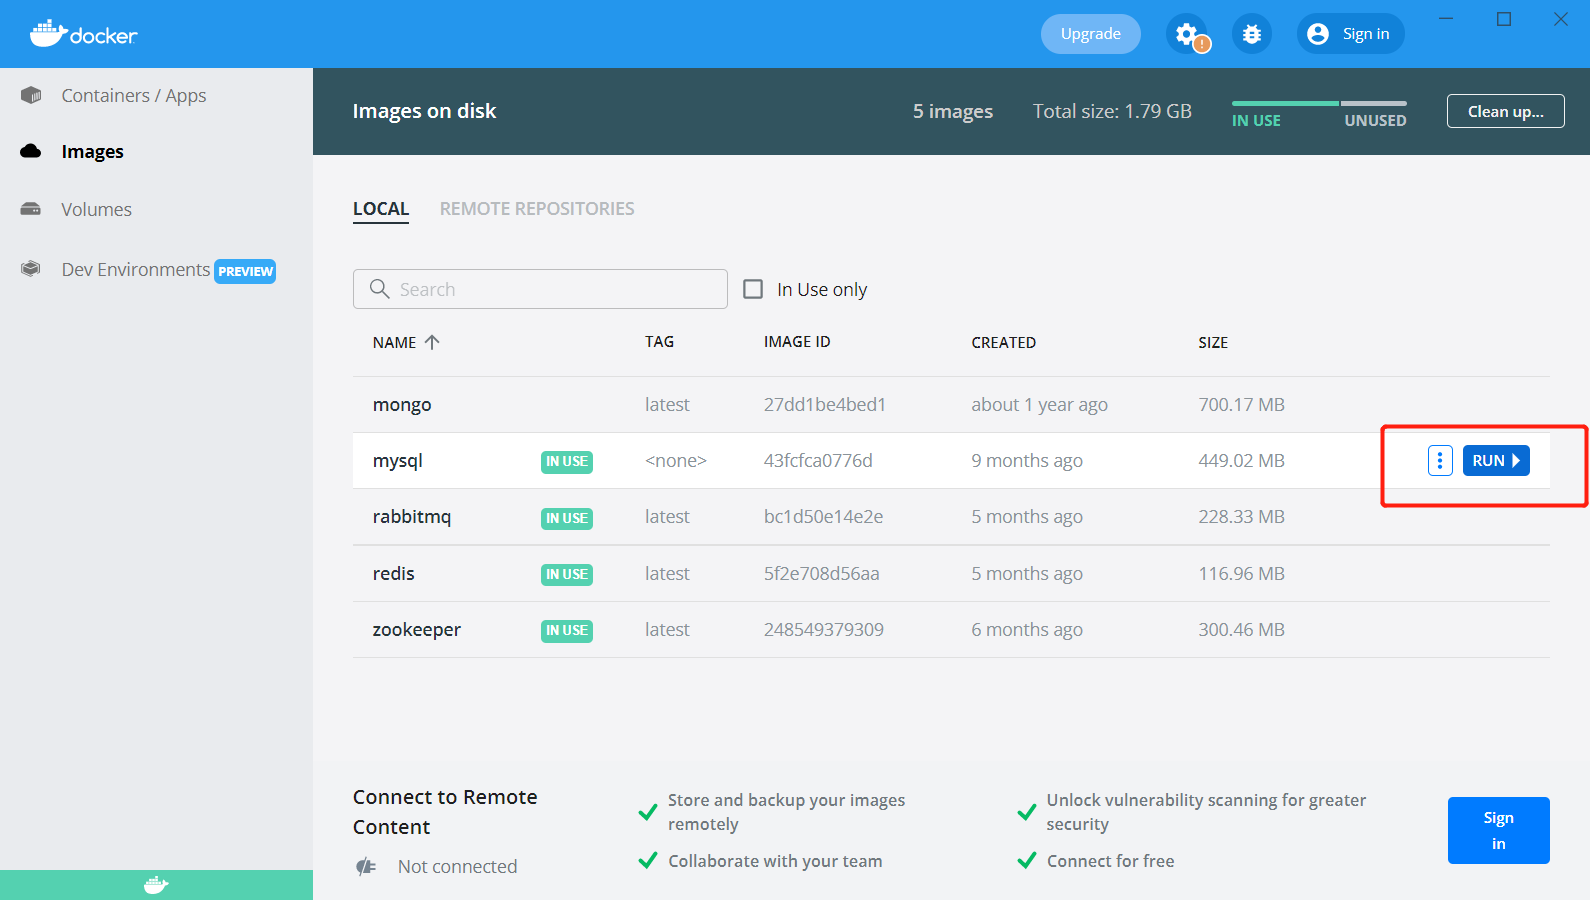 docker
Upgrade
Sign in
Containers / Apps
Images
Volumes
Dev Environments PREVIEW
Images on disk
5 images
Total size: 1.79 GB
IN USE
UNUSED
Clean up...
LOCAL
REMOTE REPOSITORIES
Search
In Use only
NAME TAG IMAGE ID CREATED SIZE
mongo latest 27dd1be4bed1 about 1 year ago 700.17 MB
mysql IN USE <none> 43fcfca0776d 9 months ago 449.02 MB RUN
rabbitmq IN USE latest bc1d50e14e2e 5 months ago 228.33 MB
redis IN USE latest 5f2e708d56aa 5 months ago 116.96 MB
zookeeper IN USE latest 248549379309 6 months ago 300.46 MB
Connect to Remote
Content
Not connected
Store and backup your images
remotely
Collaborate with your team
Unlock vulnerability scanning for greater
security
Connect for free
Sign
in